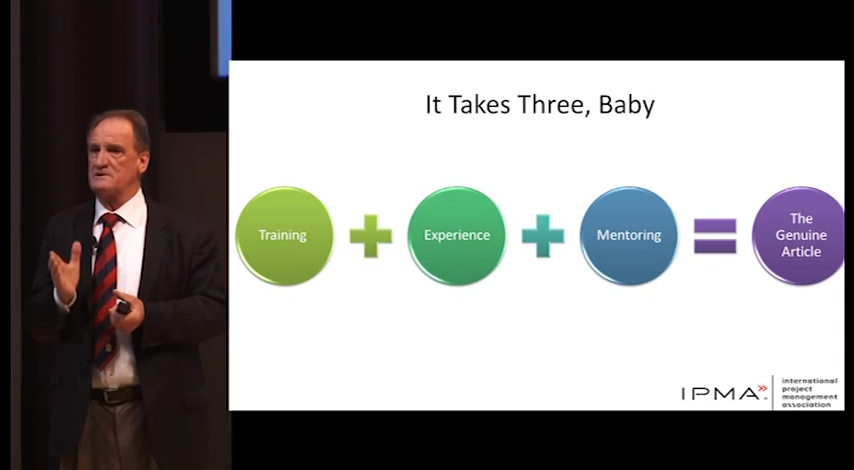 It Takes Three, Baby
Training
Experience
Mentoring
The
Genuine
Article
IPMA
international
project
management
association